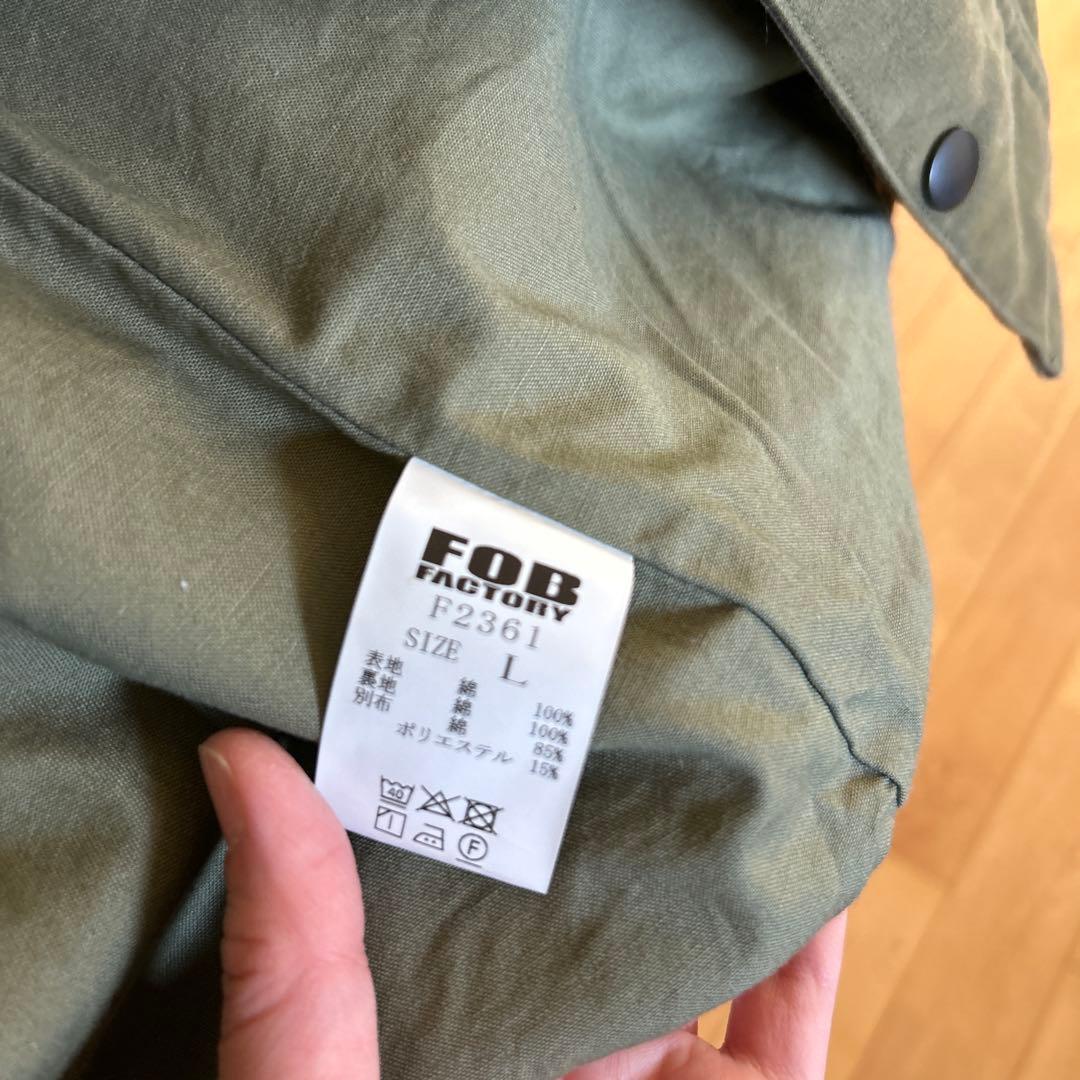 FOB
FACTORY
F2361
SIZE L
表地 綿 100%
裏地 綿 100%
別布 綿 85%
ポリエステル 15%
40
F